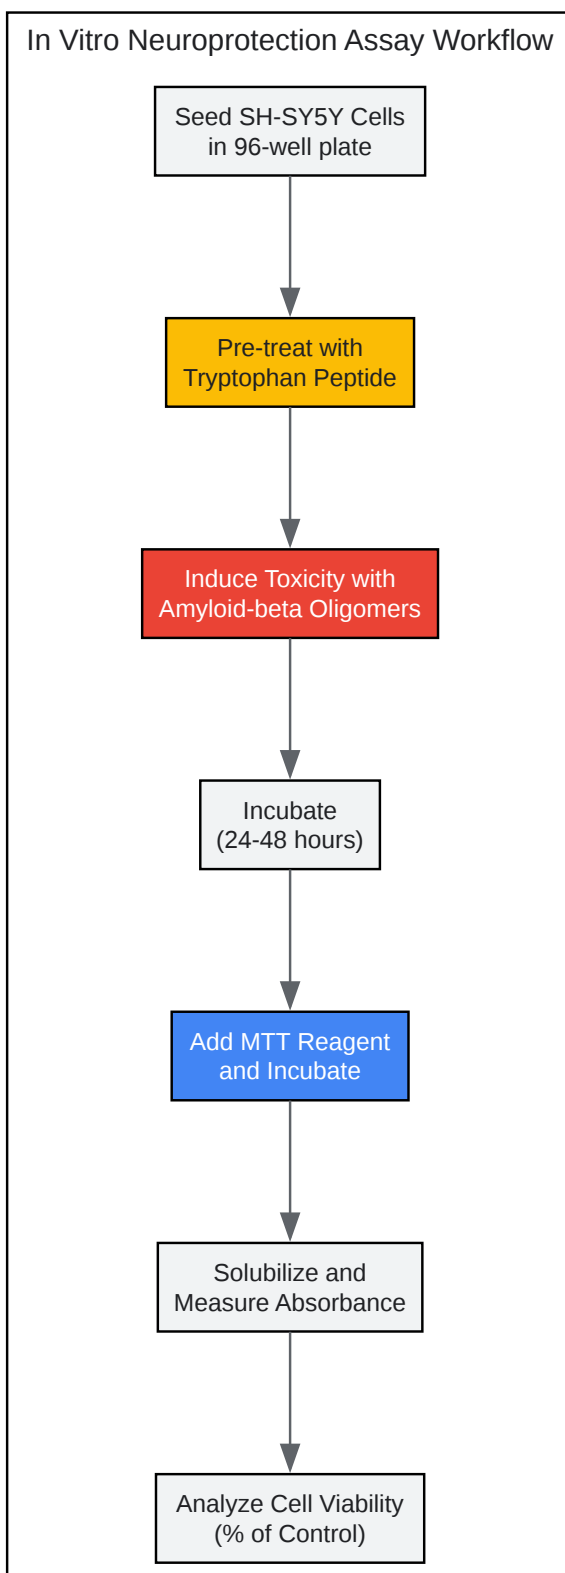 In Vitro Neuroprotection Assay Workflow
Seed SH-SY5Y Cells
in 96-well plate
Pre-treat with
Tryptophan Peptide
Induce Toxicity with
Amyloid-beta Oligomers
Incubate
(24-48 hours)
Add MTT Reagent
and Incubate
Solubilize and
Measure Absorbance
Analyze Cell Viability
(% of Control)